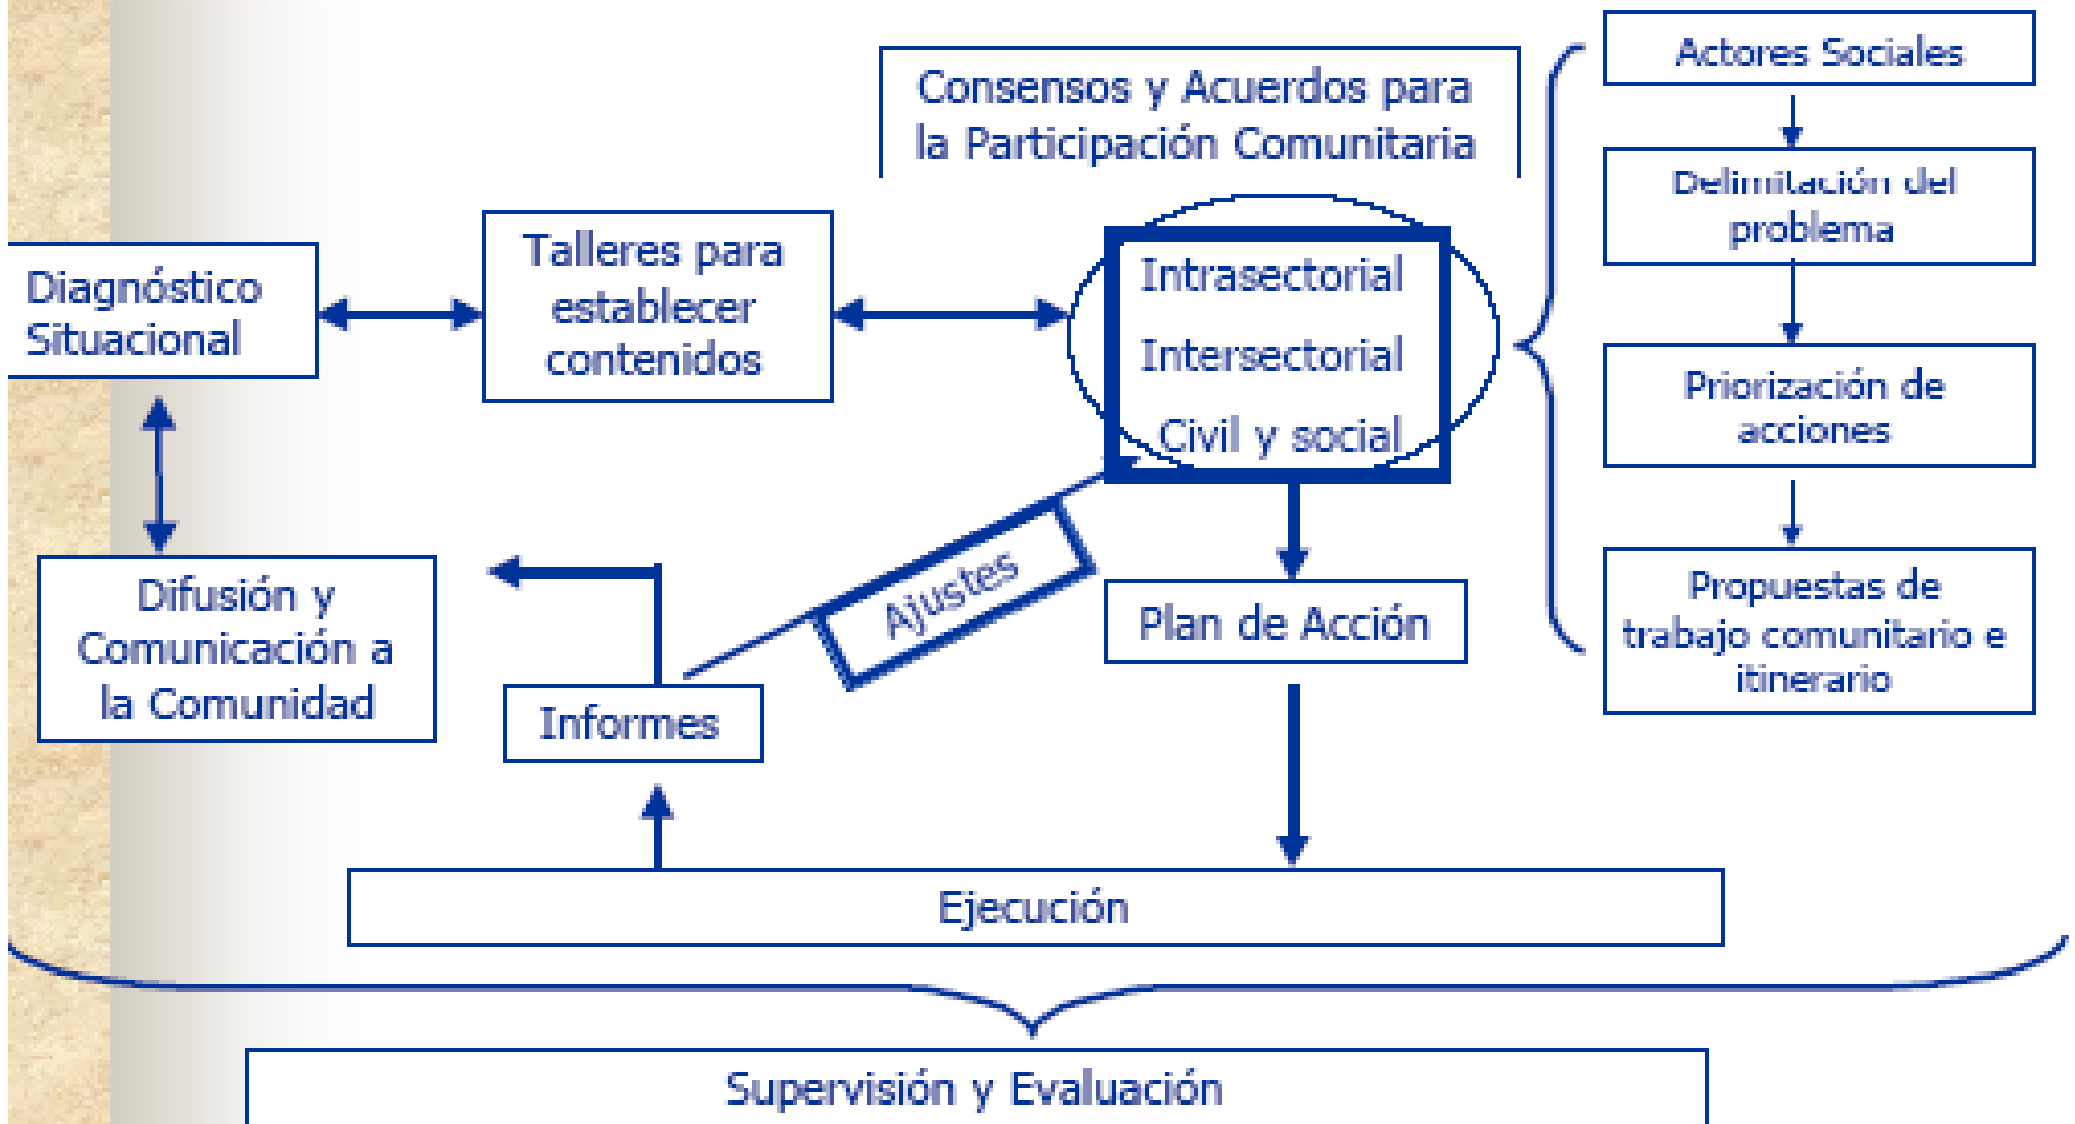 Consensos y Acuerdos para
la Participación Comunitaria
Diagnóstico
Situacional
Talleres para
establecer
contenidos
Intrasectorial
Intersectorial
Civil y social
Actores Sociales
Delimitación del
problema
Priorización de
acciones
Propuestas de
trabajo comunitario e
itinerario
Difusión y
Comunicación a
la Comunidad
Informes
Ajustes
Plan de Acción
Ejecución
Supervisión y Evaluación